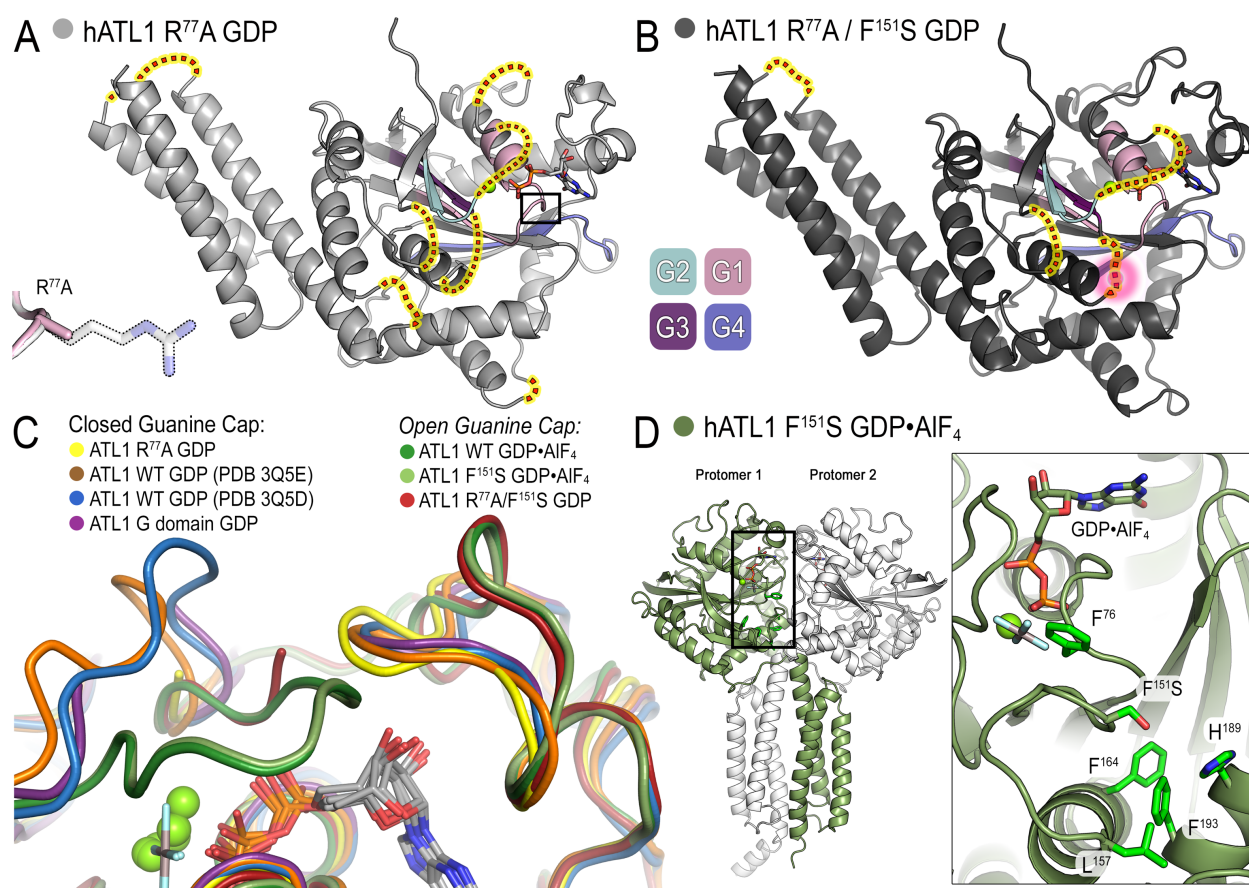 A hATL1 R⁷⁷A GDP
B hATL1 R⁷⁷A / F¹⁵¹S GDP
R⁷⁷A
G2 G1
G3 G4
C Closed Guanine Cap:
ATL1 R⁷⁷A GDP
ATL1 WT GDP (PDB 3Q5E)
ATL1 WT GDP (PDB 3Q5D)
ATL1 G domain GDP
Open Guanine Cap:
ATL1 WT GDP•AlF₄
ATL1 F¹⁵¹S GDP•AlF₄
ATL1 R⁷⁷A/F¹⁵¹S GDP
D hATL1 F¹⁵¹S GDP•AlF₄
Protomer 1 Protomer 2
GDP•AlF₄
F⁷⁶
F¹⁵¹S
H¹⁸⁹
F¹⁶⁴
F¹⁹³
L¹⁵⁷